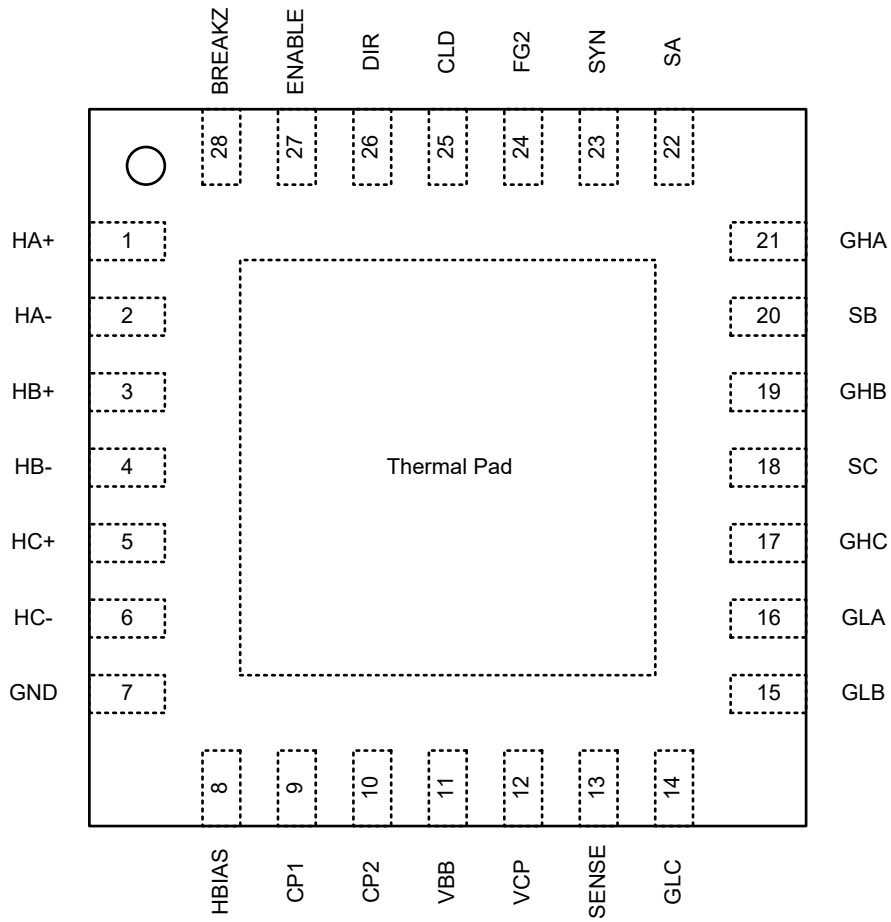 BREAKZ
ENABLE
DIR
CLD
FG2
SYN
SA
28
27
26
25
24
23
22
HA+ 1 21 GHA
HA- 2 20 SB
HB+ 3 19 GHB
HB- 4 Thermal Pad 18 SC
HC+ 5 17 GHC
HC- 6 16 GLA
GND 7 15 GLB
8
9
10
11
12
13
14
HBIAS
CP1
CP2
VBB
VCP
SENSE
GLC